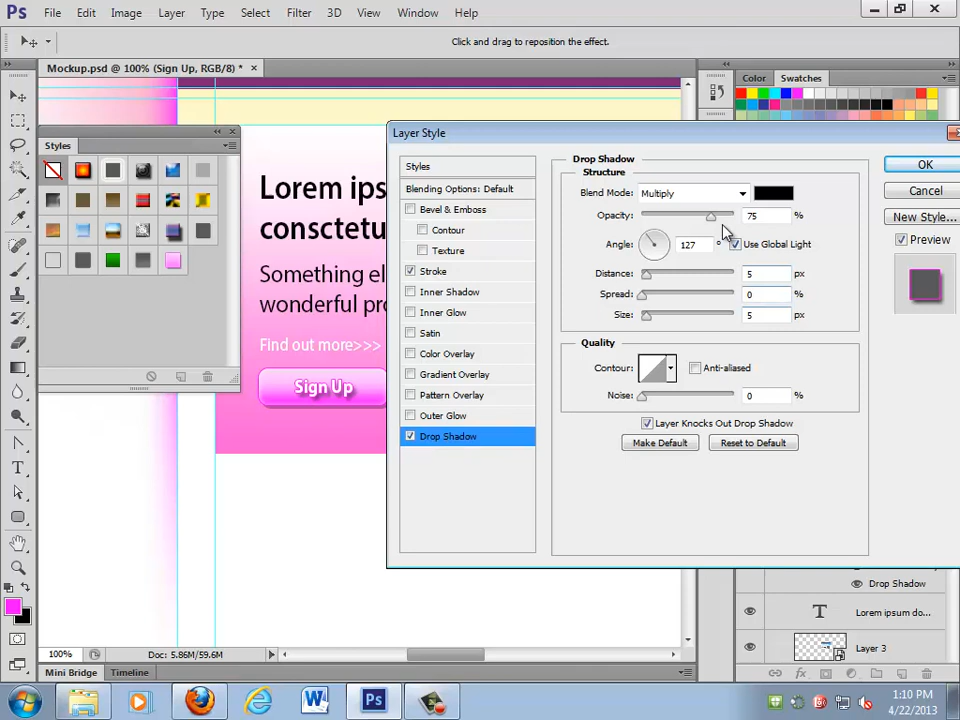 Ps File Edit Image Layer Type Select Filter 3D View Window Help
Click and drag to reposition the effect.
Mockup.psd @ 100% (Sign Up, RGB/8) * ×
Color Swatches
Styles
Lorem ips
consctetu
Something el
wonderful pro
Find out more>>>
Sign Up
Layer Style
Styles
Blending Options: Default
Bevel & Emboss
Contour
Texture
Stroke
Inner Shadow
Inner Glow
Satin
Color Overlay
Gradient Overlay
Pattern Overlay
Outer Glow
Drop Shadow
Drop Shadow
Structure
Blend Mode: Multiply
Opacity: 75 %
Angle: 127 ° Use Global Light
Distance: 5 px
Spread: 0 %
Size: 5 px
Quality
Contour: Anti-aliased
Noise: 0 %
Layer Knocks Out Drop Shadow
Make Default Reset to Default
OK
Cancel
New Style...
Preview
Drop Shadow
T Lorem ipsum do...
Layer 3
100% Doc: 5.86M/59.6M
Mini Bridge Timeline
fx
W Ps
1:10 PM
4/22/2013